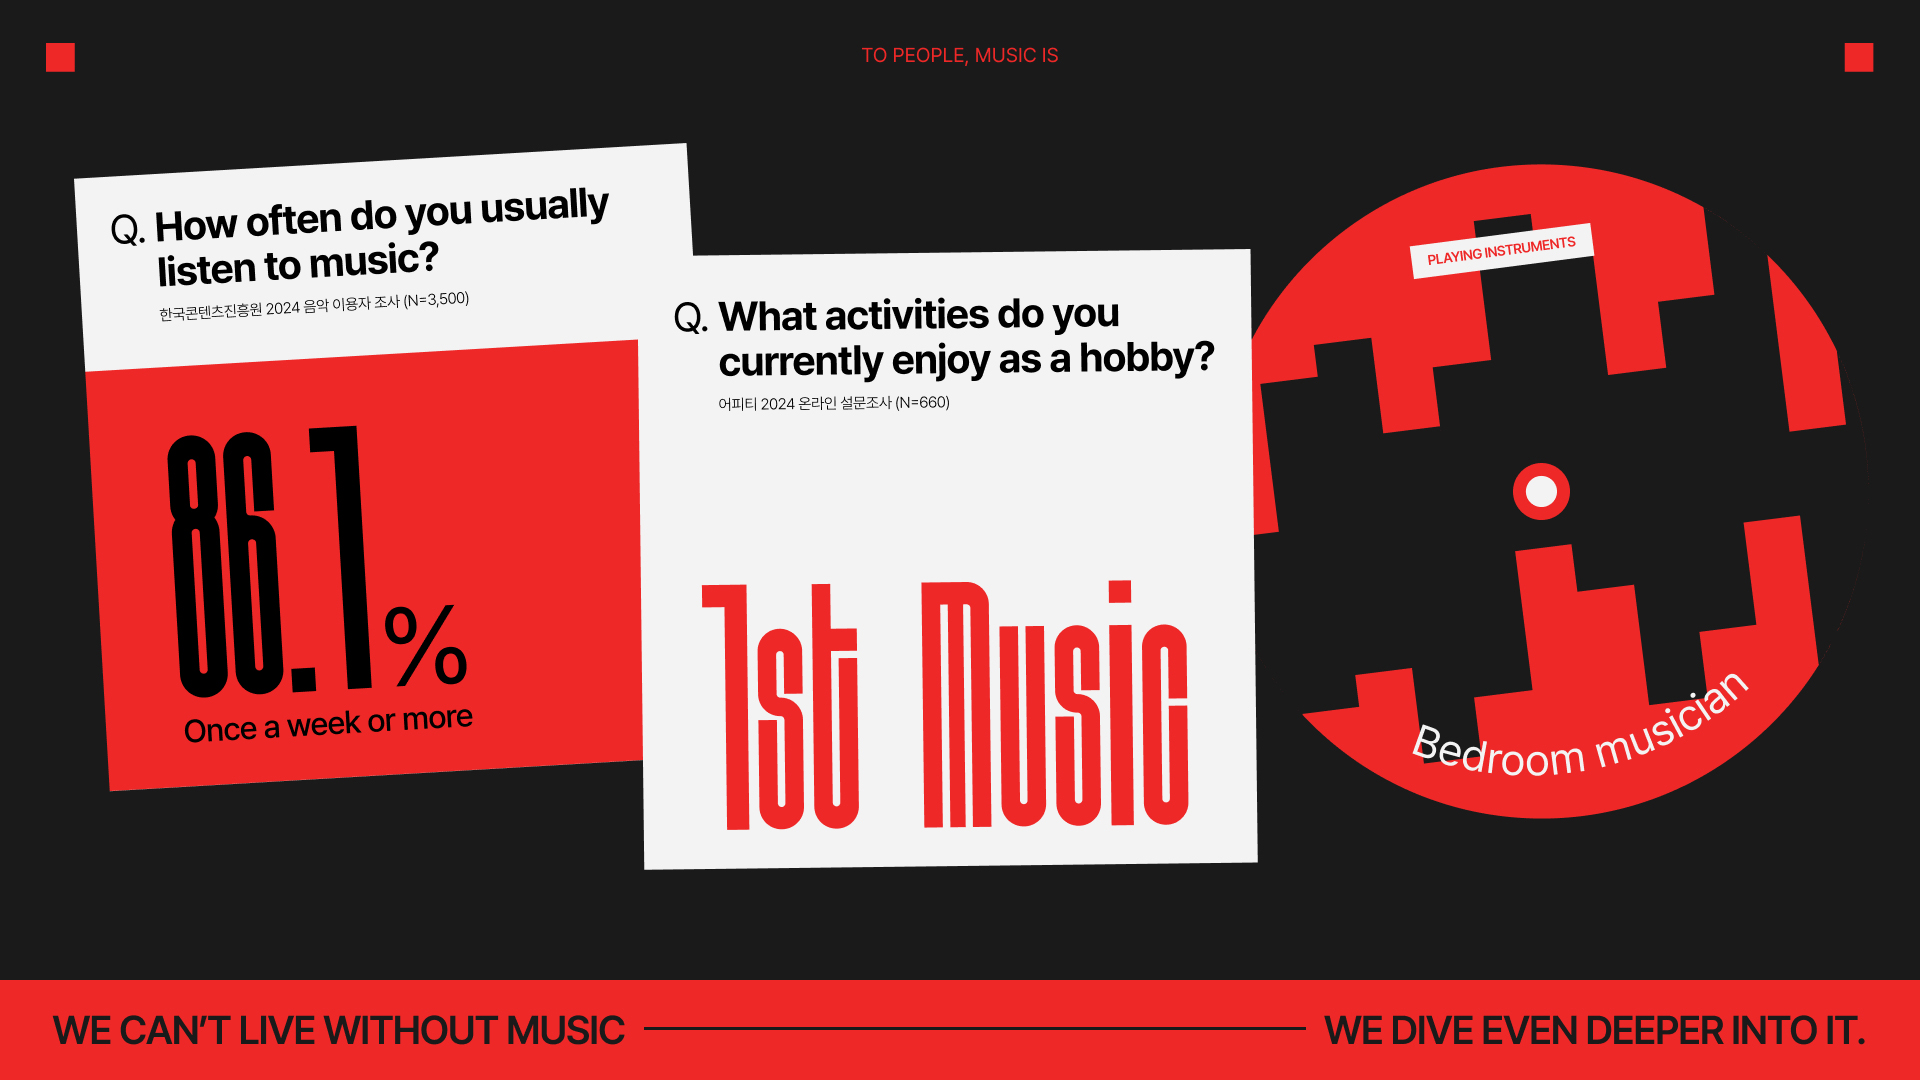 TO PEOPLE, MUSIC IS
Q. How often do you usually
listen to music?
한국콘텐츠진흥원 2024 음악 이용자 조사 (N=3,500)
86.1%
Once a week or more
Q. What activities do you
currently enjoy as a hobby?
어피티 2024 온라인 설문조사 (N=660)
1st Music
PLAYING INSTRUMENTS
Bedroom musician
WE CAN’T LIVE WITHOUT MUSIC
WE DIVE EVEN DEEPER INTO IT.